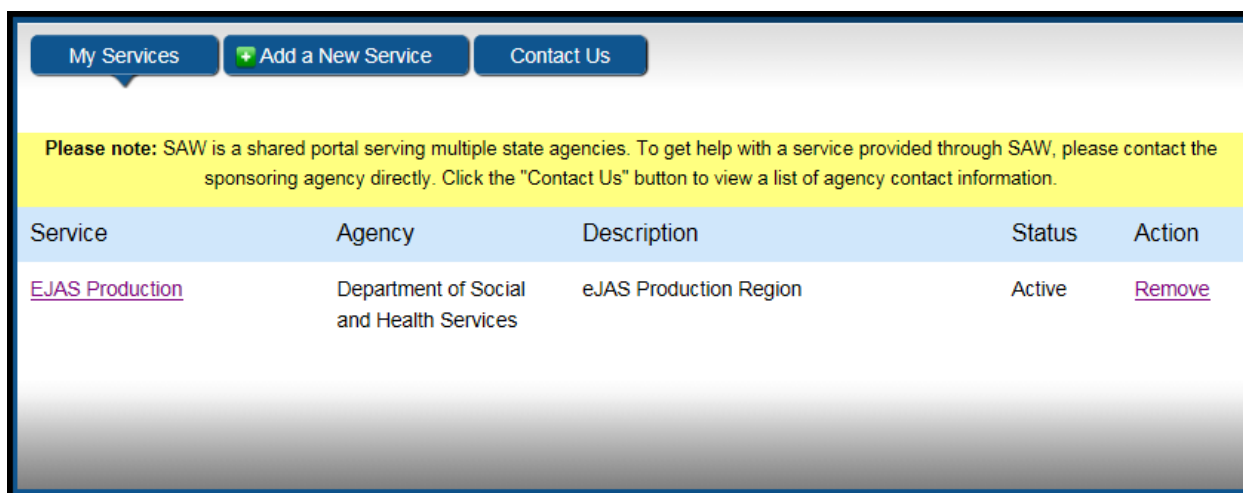 My Services Add a New Service Contact Us
Please note: SAW is a shared portal serving multiple state agencies. To get help with a service provided through SAW, please contact the
sponsoring agency directly. Click the "Contact Us" button to view a list of agency contact information.
Service Agency Description Status Action
EJAS Production Department of Social eJAS Production Region Active Remove
and Health Services